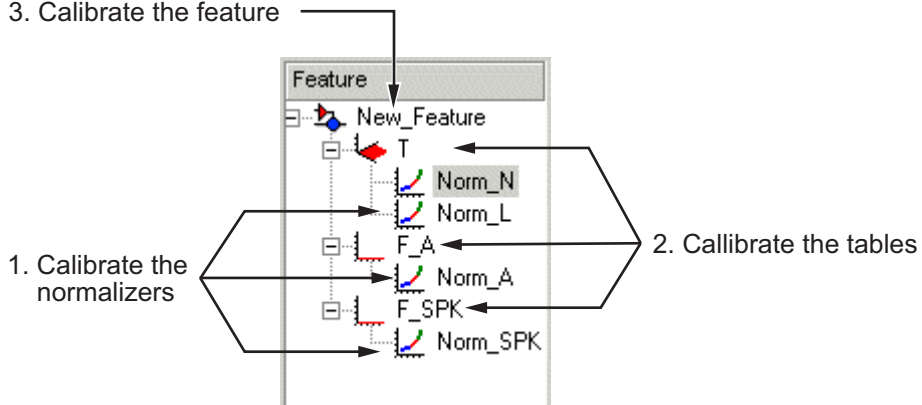 3. Calibrate the feature
Feature
New_Feature
T
Norm_N
Norm_L
F_A
Norm_A
F_SPK
Norm_SPK
1. Calibrate the
normalizers
2. Callibrate the tables